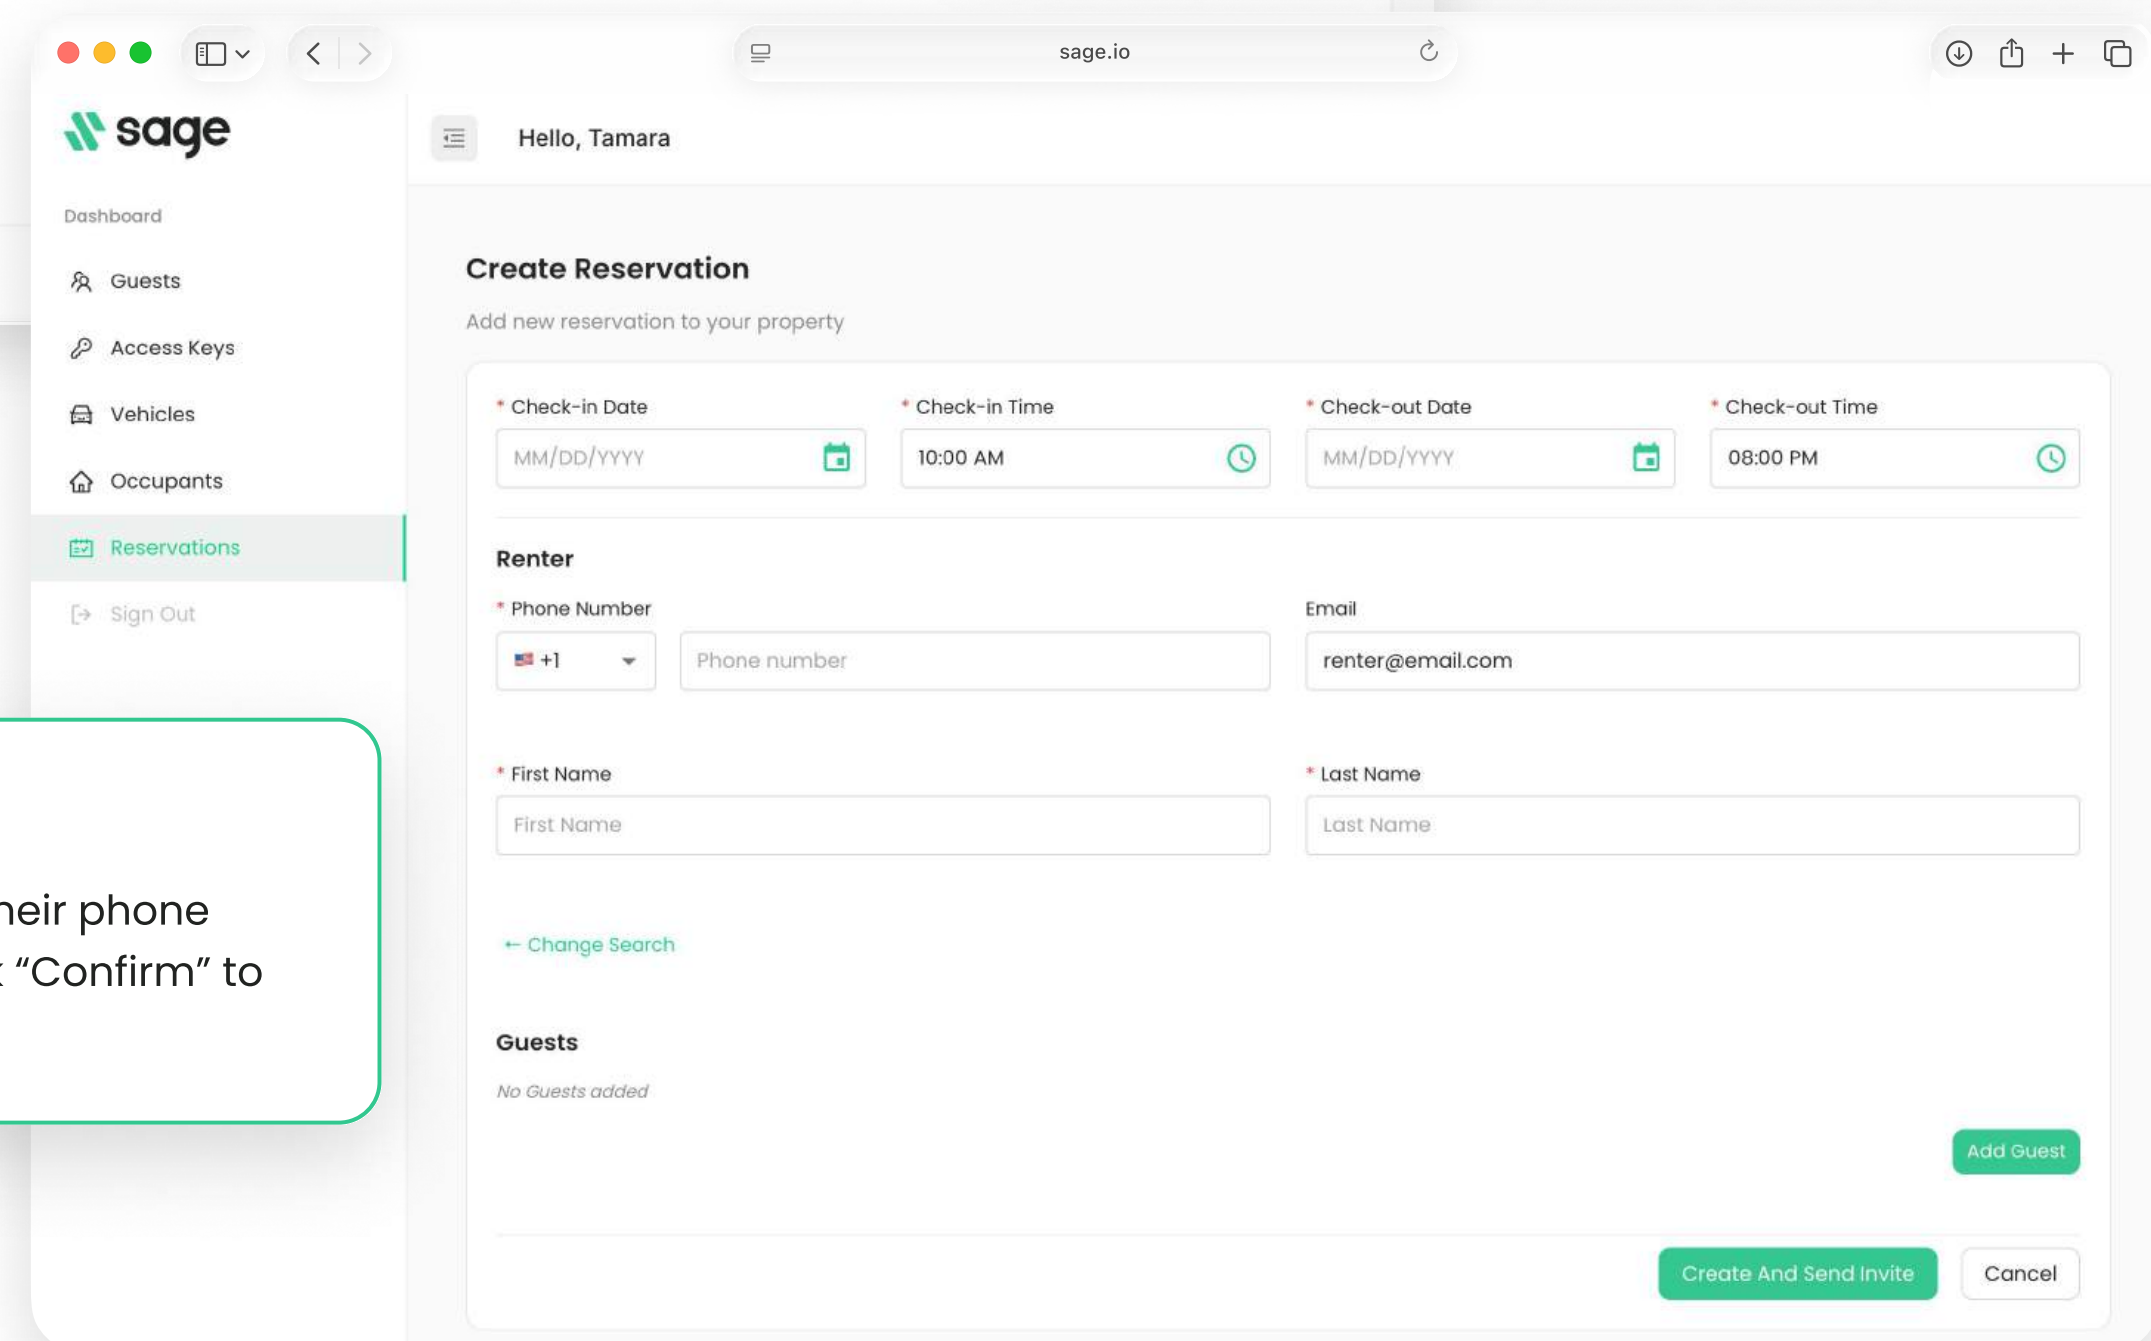 sage.io
sage
Hello, Tamara
Dashboard
Guests
Access Keys
Vehicles
Occupants
Reservations
Sign Out
phone
“Confirm” to
Create Reservation
Add new reservation to your property
* Check-in Date
* Check-in Time
* Check-out Date
* Check-out Time
MM/DD/YYYY
10:00 AM
MM/DD/YYYY
08:00 PM
Renter
* Phone Number
Email
+1
Phone number
renter@email.com
* First Name
* Last Name
First Name
Last Name
← Change Search
Guests
No Guests added
Add Guest
Create And Send Invite
Cancel